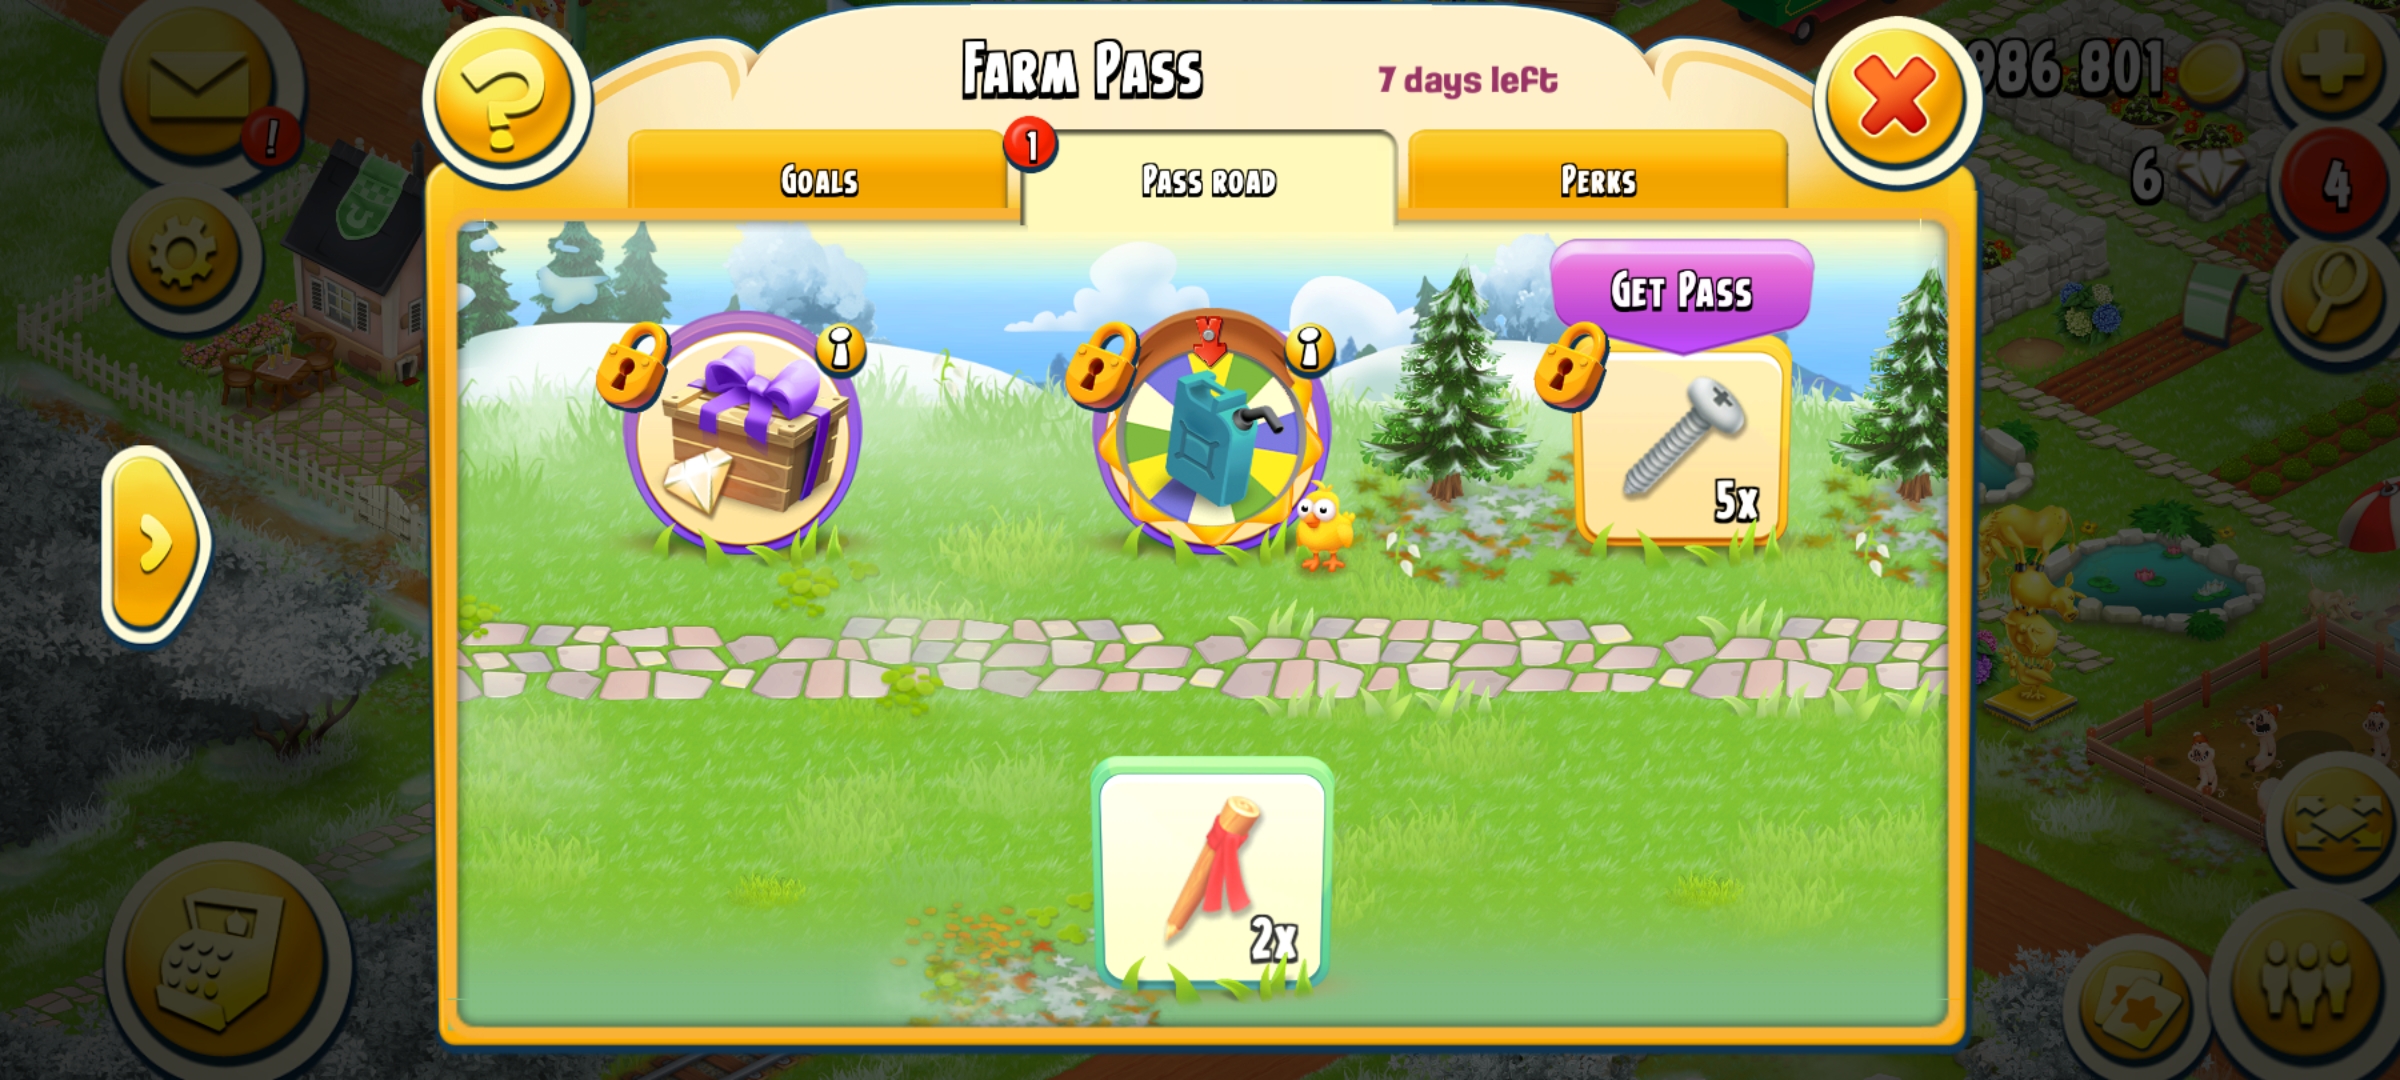 FARM PASS
7 days left
986 801
!
1
GOALS
PASS ROAD
PERKS
6
4
GET PASS
i
i
5x
2x